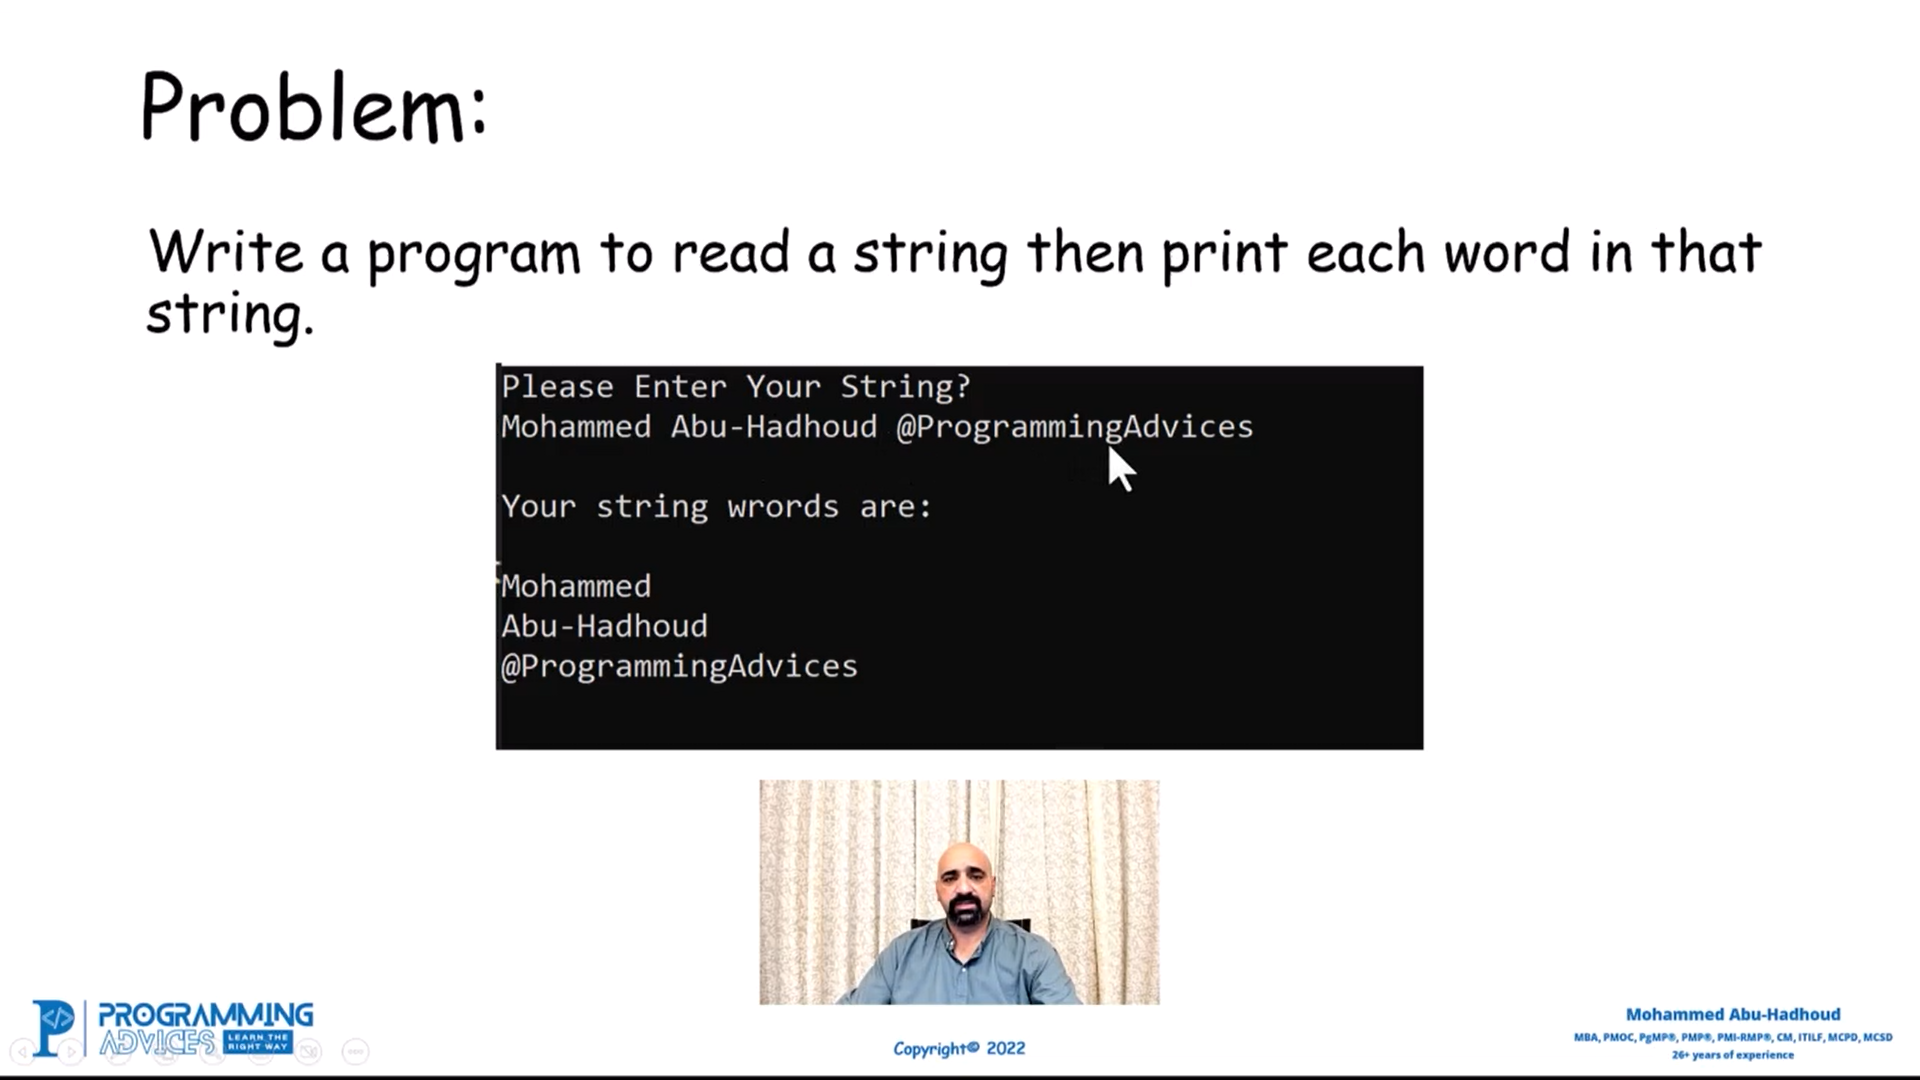 Problem:
Write a program to read a string then print each word in that
string.
Please Enter Your String?
Mohammed Abu-Hadhoud @ProgrammingAdvices
Your string wrords are:
Mohammed
Abu-Hadhoud
@ProgrammingAdvices
PROGRAMMING
ADVICES
LEARN THE
RIGHT WAY
Copyright© 2022
Mohammed Abu-Hadhoud
MBA, PMOC, PgMP®, PMP®, PMI-RMP®, CM, ITILF, MCPD, MCSD
26+ years of experience